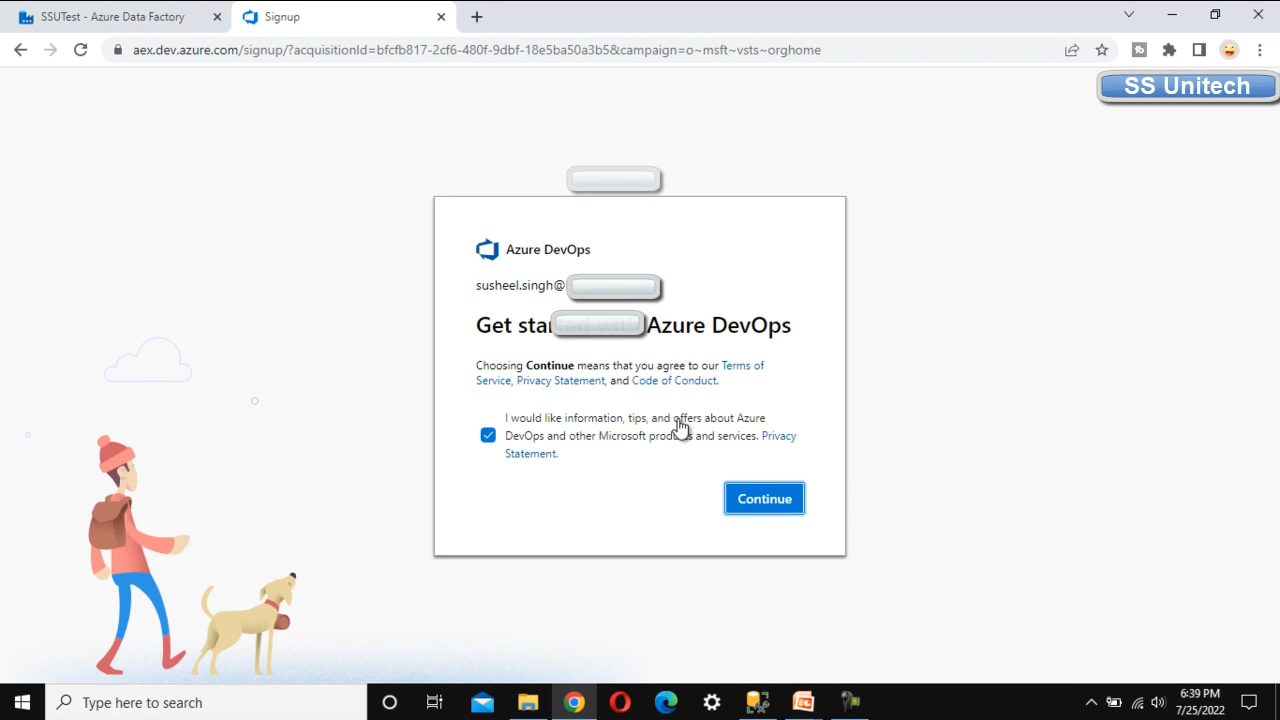 SSUTest - Azure Data Factory
Signup
aex.dev.azure.com/signup/?acquisitionId=bfcfb817-2cf6-480f-9dbf-18e5ba50a3b5&campaign=o~msft~vsts~orghome
SS Unitech
Azure DevOps
susheel.singh@
Get started with Azure DevOps
Choosing Continue means that you agree to our Terms of
Service, Privacy Statement, and Code of Conduct.
I would like information, tips, and offers about Azure
DevOps and other Microsoft products and services. Privacy
Statement.
Continue
Type here to search
6:39 PM
7/25/2022